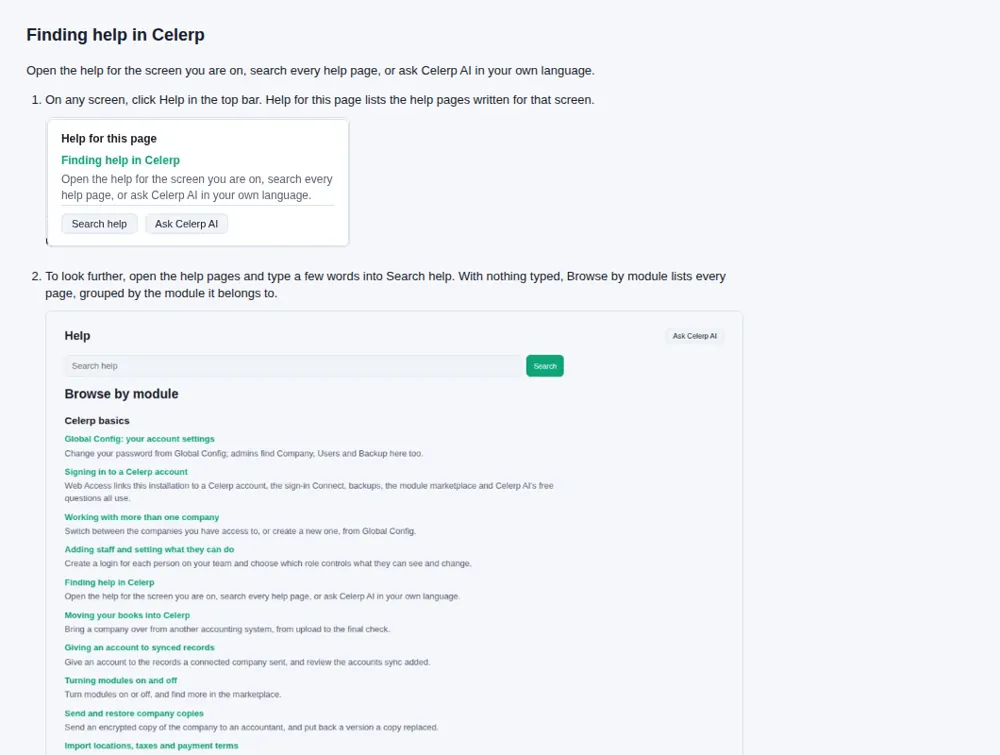 Finding help in Celerp
Open the help for the screen you are on, search every help page, or ask Celerp AI in your own language.
1. On any screen, click Help in the top bar. Help for this page lists the help pages written for that screen.
Help for this page
Finding help in Celerp
Open the help for the screen you are on, search every
help page, or ask Celerp AI in your own language.
Search help Ask Celerp AI
2. To look further, open the help pages and type a few words into Search help. With nothing typed, Browse by module lists every
page, grouped by the module it belongs to.
Help Ask Celerp AI
Search help Search
Browse by module
Celerp basics
Global Config: your account settings
Change your password from Global Config; admins find Company, Users and Backup here too.
Signing in to a Celerp account
Web Access links this installation to a Celerp account, the sign-in Connect, backups, the module marketplace and Celerp AI's free
questions all use.
Working with more than one company
Switch between the companies you have access to, or create a new one, from Global Config.
Adding staff and setting what they can do
Create a login for each person on your team and choose which role controls what they can see and change.
Finding help in Celerp
Open the help for the screen you are on, search every help page, or ask Celerp AI in your own language.
Moving your books into Celerp
Bring a company over from another accounting system, from upload to the final check.
Giving an account to synced records
Give an account to the records a connected company sent, and review the accounts sync added.
Turning modules on and off
Turn modules on or off, and find more in the marketplace.
Send and restore company copies
Send an encrypted copy of the company to an accountant, and put back a version a copy replaced.
Import locations, taxes and payment terms